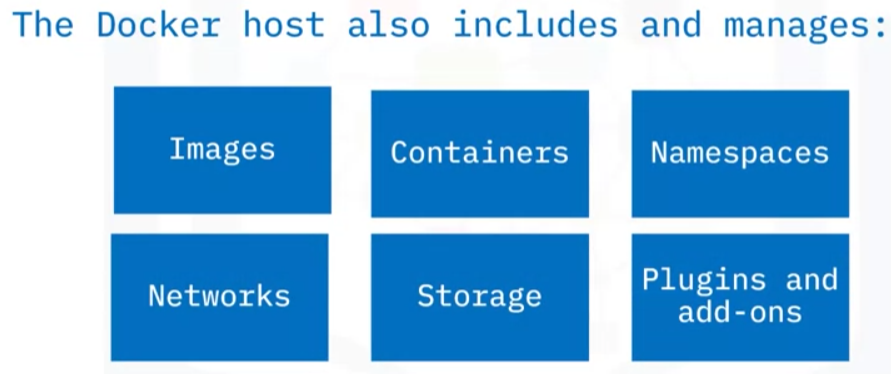 The Docker host also includes and manages:
Images
Containers
Namespaces
Networks
Storage
Plugins and
add-ons